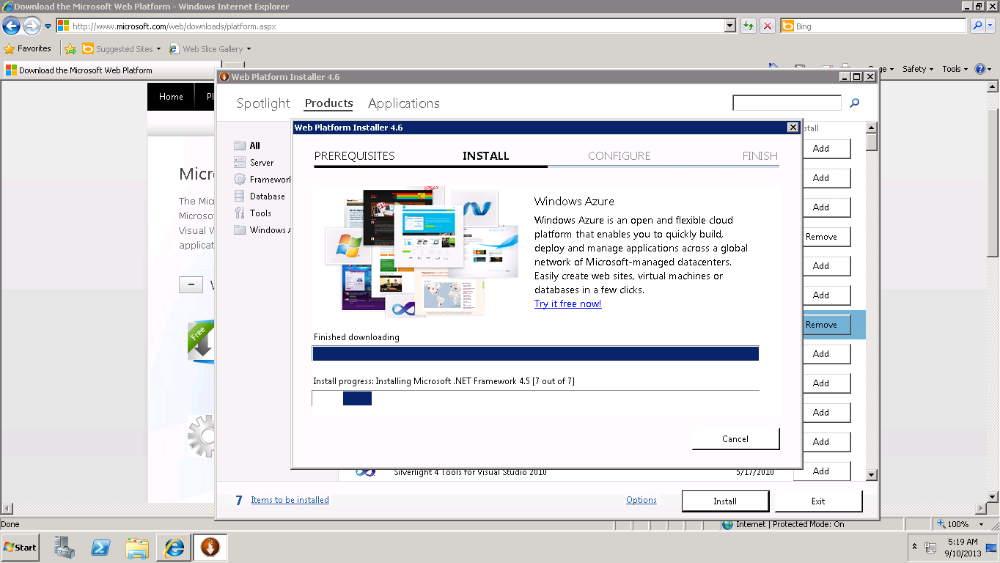 Download the Microsoft Web Platform - Windows Internet Explorer
http://www.microsoft.com/web/downloads/platform.aspx
Bing
Favorites
Suggested Sites
Web Slice Gallery
Download the Microsoft Web Platform
Safety
Tools
Home
Web Platform Installer 4.6
Spotlight
Products
Applications
All
Server
Database
Tools
Windows
Web Platform Installer 4.6
PREREQUISITES
INSTALL
CONFIGURE
FINISH
Windows Azure
Windows Azure is an open and flexible cloud
platform that enables you to quickly build,
deploy and manage applications across a global
network of Microsoft-managed datacenters.
Easily create web sites, virtual machines or
databases in a few clicks.
Try it free now!
Finished downloading
Install progress: Installing Microsoft .NET Framework 4.5 [7 out of 7]
Cancel
Add
Add
Add
Remove
Add
Add
Remove
Add
Add
Add
Add
Add
The
Visual
Free
Silverlight 4 Tools for Visual Studio 2010
5/17/2010
7 Items to be installed
Options
Install
Exit
Done
Internet | Protected Mode: On
100%
Start
5:19 AM
9/10/2013